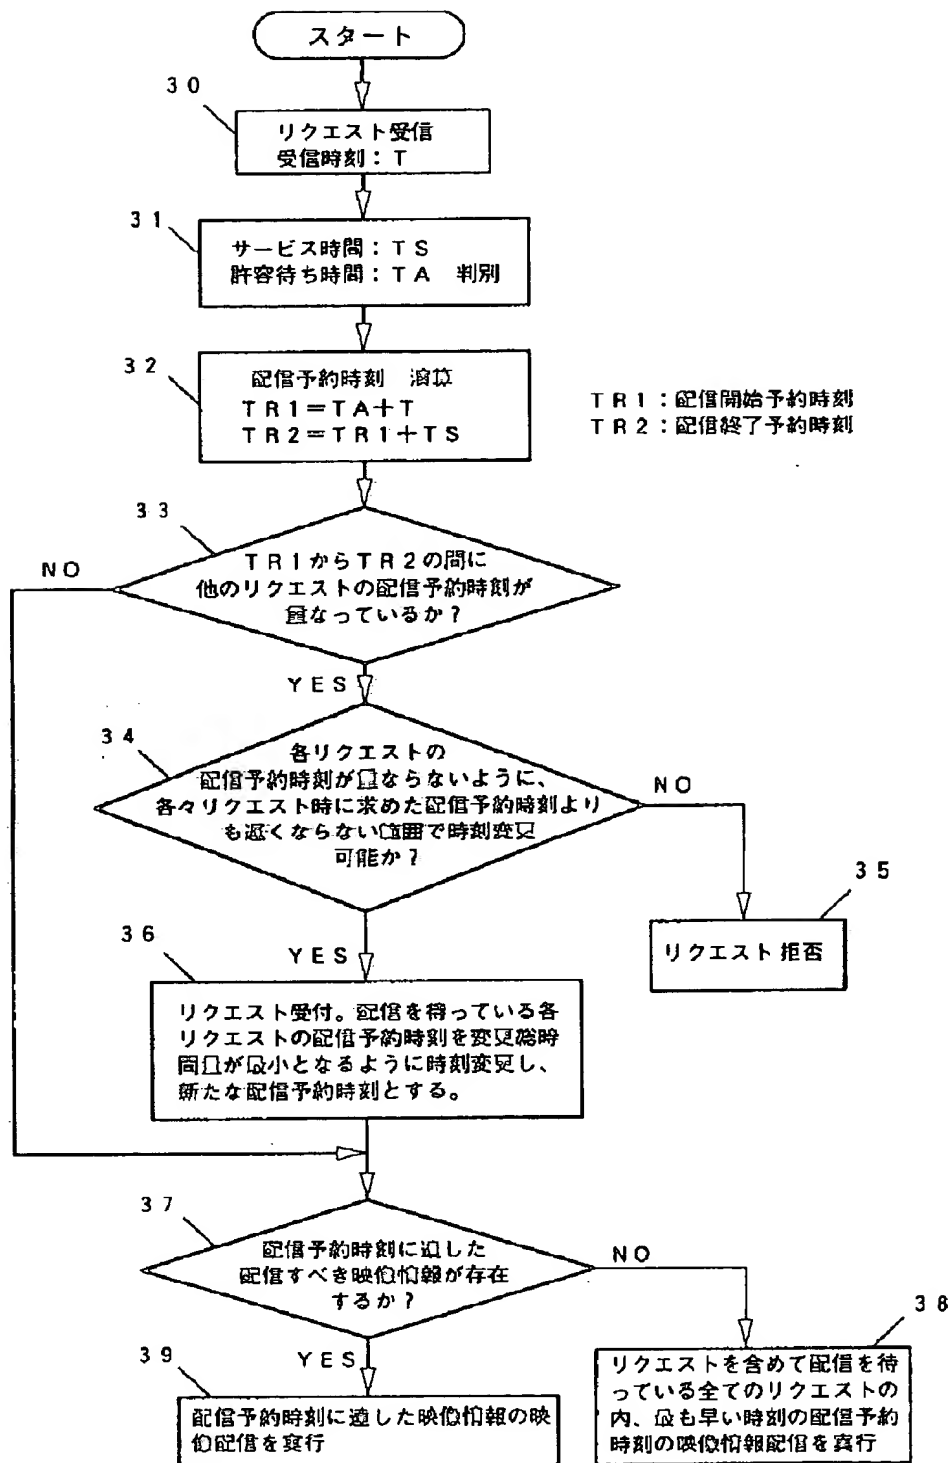 スタート
30
リクエスト受信
受信時刻:T
31
サービス時間:TS
許容待ち時間:TA 判別
32
配信予約時刻 演算
TR1=TA+T
TR2=TR1+TS
TR1:配信開始予約時刻
TR2:配信終了予約時刻
33
NO
TR1からTR2の間に
他のリクエストの配信予約時刻が
重なっているか?
YES
34
各リクエストの
配信予約時刻が重ならないように、
各々リクエスト時に求めた配信予約時刻より
も遅くならない範囲で時刻変更
可能か?
NO
35
リクエスト拒否
YES
36
リクエスト受付。配信を待っている各
リクエストの配信予約時刻を変更総時
間量が最小となるように時刻変更し、
新たな配信予約時刻とする。
37
配信予約時刻に適した
配信すべき映像情報が存在
するか?
NO
38
リクエストを含めて配信を待
っている全てのリクエストの
内、最も早い時刻の配信予約
時刻の映像情報配信を実行
YES
39
配信予約時刻に適した映像情報の映
像配信を実行